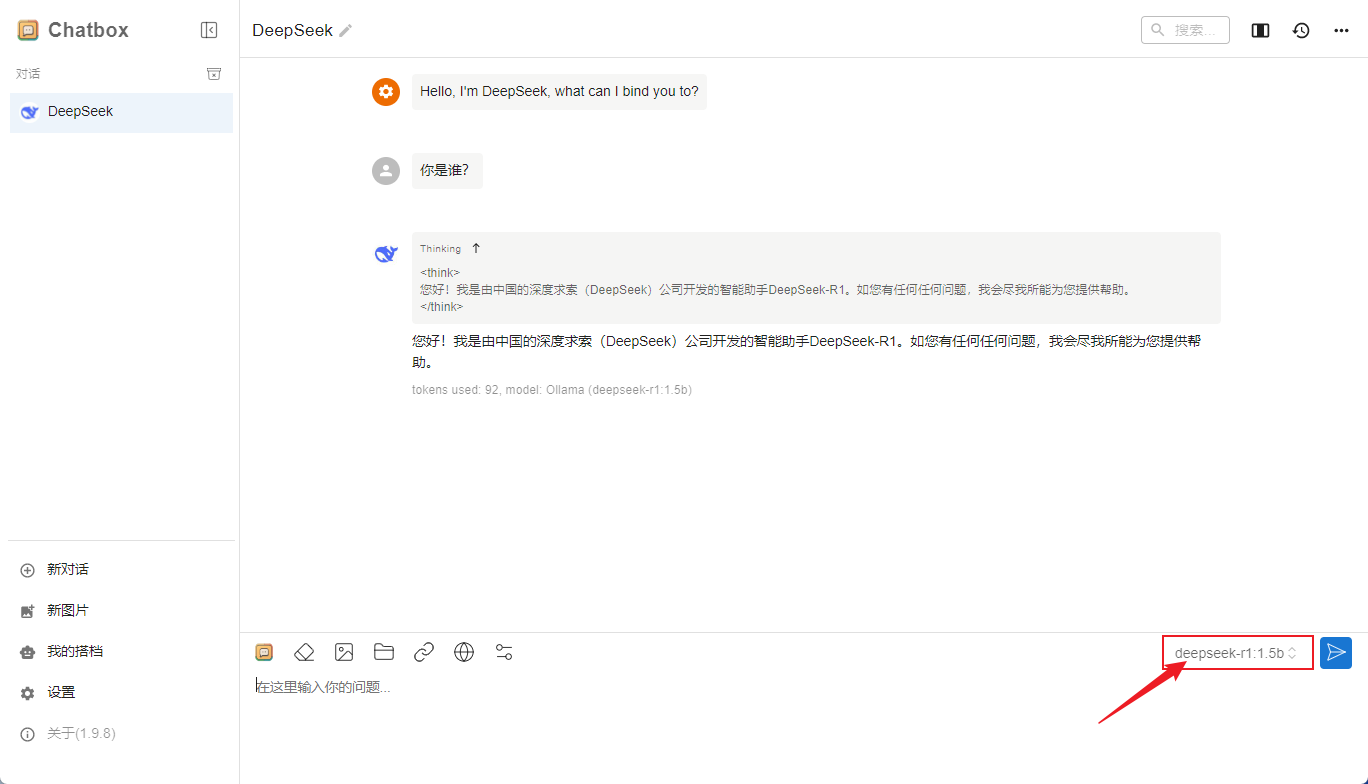 Chatbox
对话
DeepSeek
新对话
新图片
我的搭档
设置
关于(1.9.8)
DeepSeek
搜索...
Hello, I'm DeepSeek, what can I bind you to?
你是谁?
Thinking ↑
<think>
您好！我是由中国的深度求索（DeepSeek）公司开发的智能助手DeepSeek-R1。如您有任何任何问题，我会尽我所能为您提供帮助。
</think>
您好！我是由中国的深度求索（DeepSeek）公司开发的智能助手DeepSeek-R1。如您有任何任何问题，我会尽我所能为您提供帮
助。
tokens used: 92, model: Ollama (deepseek-r1:1.5b)
deepseek-r1:1.5b
在这里输入你的问题...